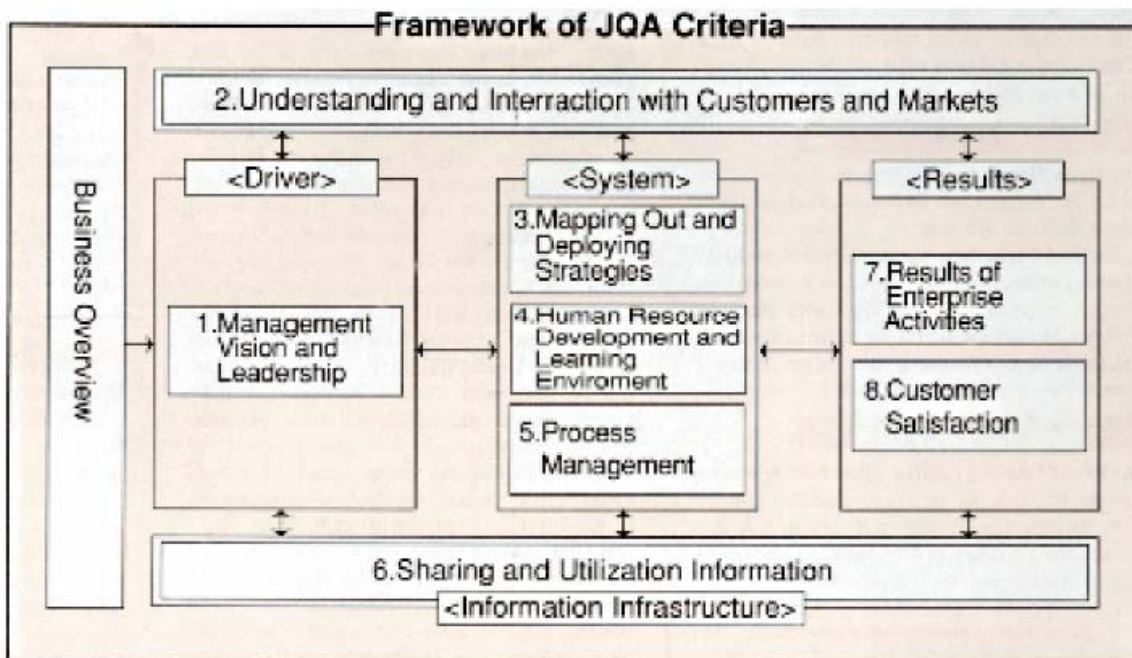 Framework of JQA Criteria
Business Overview
2.Understanding and Interraction with Customers and Markets
<Driver>
1.Management
Vision and
Leadership
<System>
3.Mapping Out and
Deploying
Strategies
4.Human Resource
Development and
Learning
Enviroment
5.Process
Management
<Results>
7.Results of
Enterprise
Activities
8.Customer
Satisfaction
6.Sharing and Utilization Information
<Information Infrastructure>